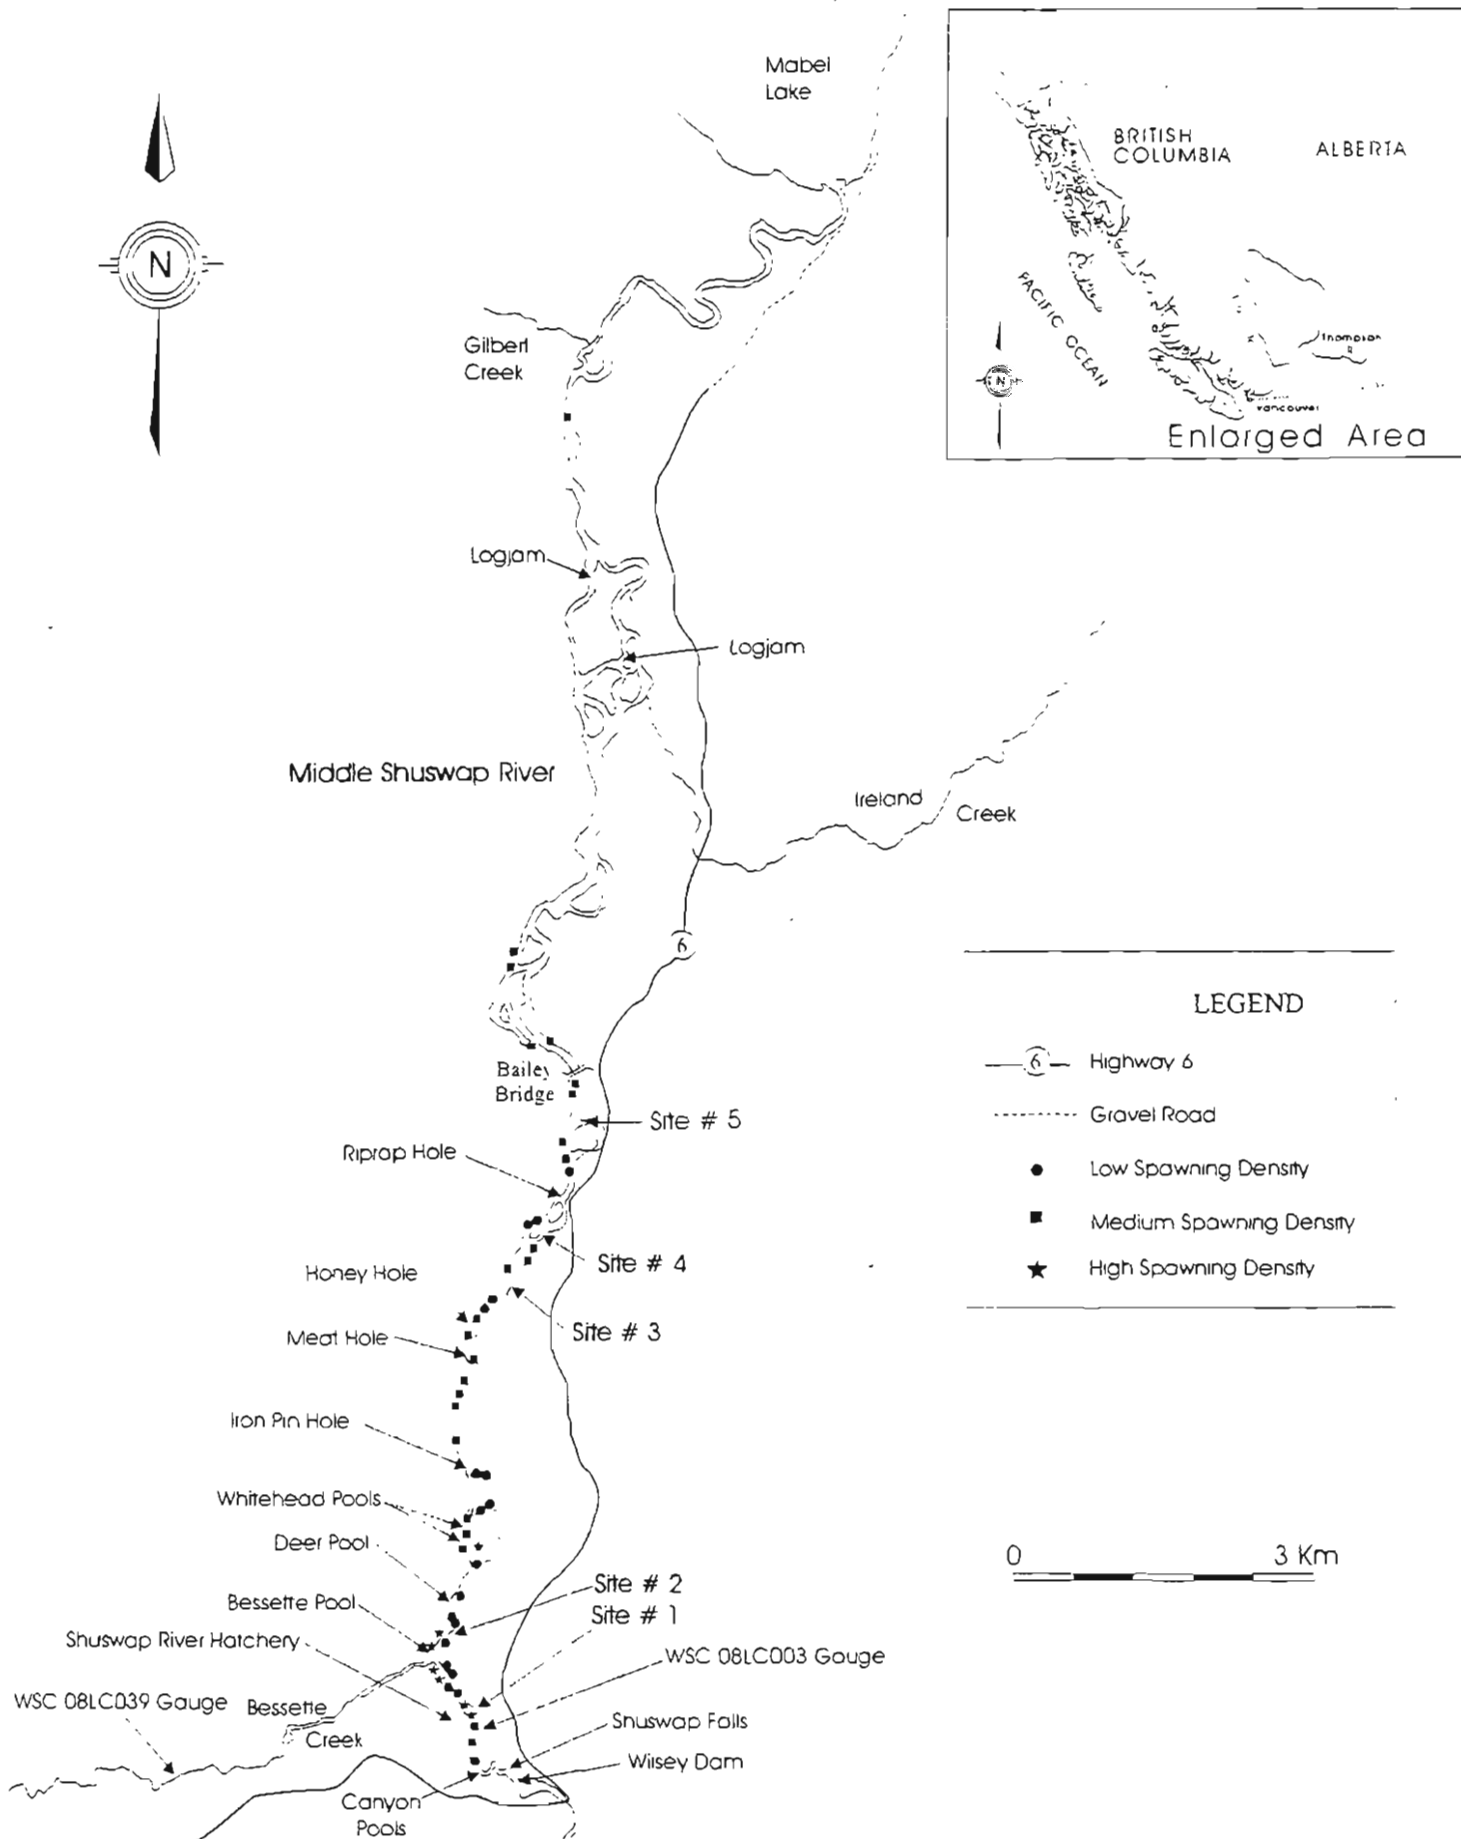 Mabel
Lake
BRITISH
COLUMBIA
ALBERTA
PACIFIC OCEAN
Thompson
R
Vancouver
N
Enlarged Area
N
Gilbert
Creek
Logjam
Logjam
Middle Shuswap River
Ireland
Creek
6
LEGEND
6 Highway 6
Gravel Road
Low Spawning Density
Medium Spawning Density
High Spawning Density
Bailey
Bridge
Site # 5
Riprap Hole
Site # 4
Honey Hole
Site # 3
Meat Hole
Iron Pin Hole
Whitehead Pools
Deer Pool
0 3 Km
Site # 2
Bessette Pool
Site # 1
Shuswap River Hatchery
WSC 08LC003 Gauge
WSC 08LC039 Gauge
Bessette
Creek
Shuswap Falls
Wilsey Dam
Canyon
Pools